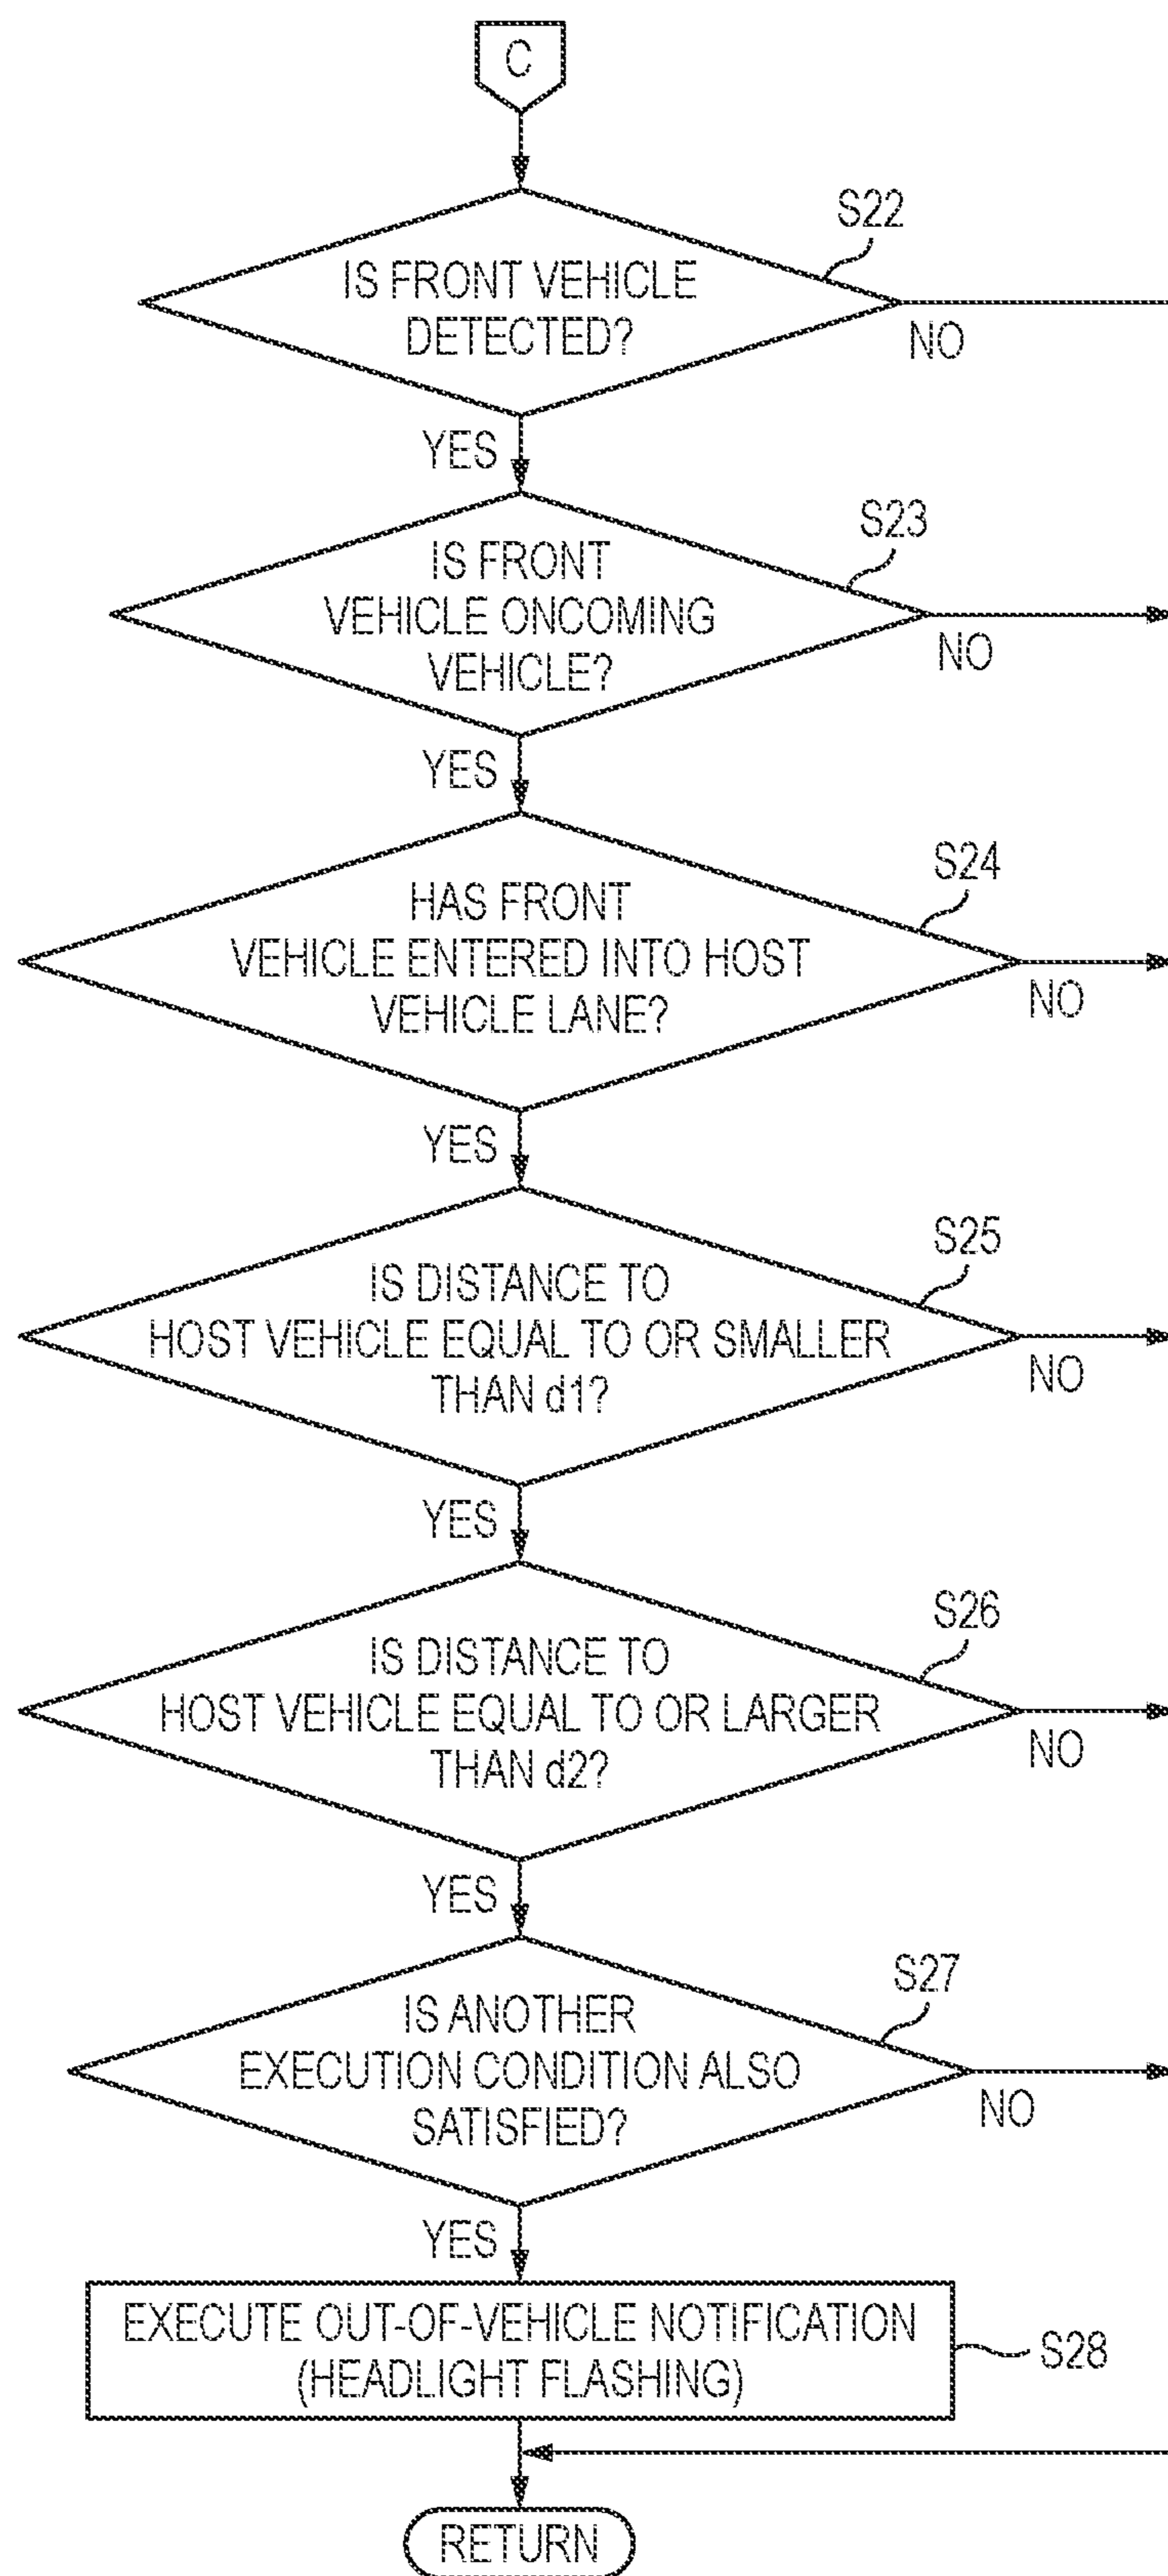 C
S22
IS FRONT VEHICLE
DETECTED?
NO
YES
S23
IS FRONT
VEHICLE ONCOMING
VEHICLE?
NO
YES
S24
HAS FRONT
VEHICLE ENTERED INTO HOST
VEHICLE LANE?
NO
YES
S25
IS DISTANCE TO
HOST VEHICLE EQUAL TO OR SMALLER
THAN d1?
NO
YES
S26
IS DISTANCE TO
HOST VEHICLE EQUAL TO OR LARGER
THAN d2?
NO
YES
S27
IS ANOTHER
EXECUTION CONDITION ALSO
SATISFIED?
NO
YES
EXECUTE OUT-OF-VEHICLE NOTIFICATION
(HEADLIGHT FLASHING)
S28
RETURN